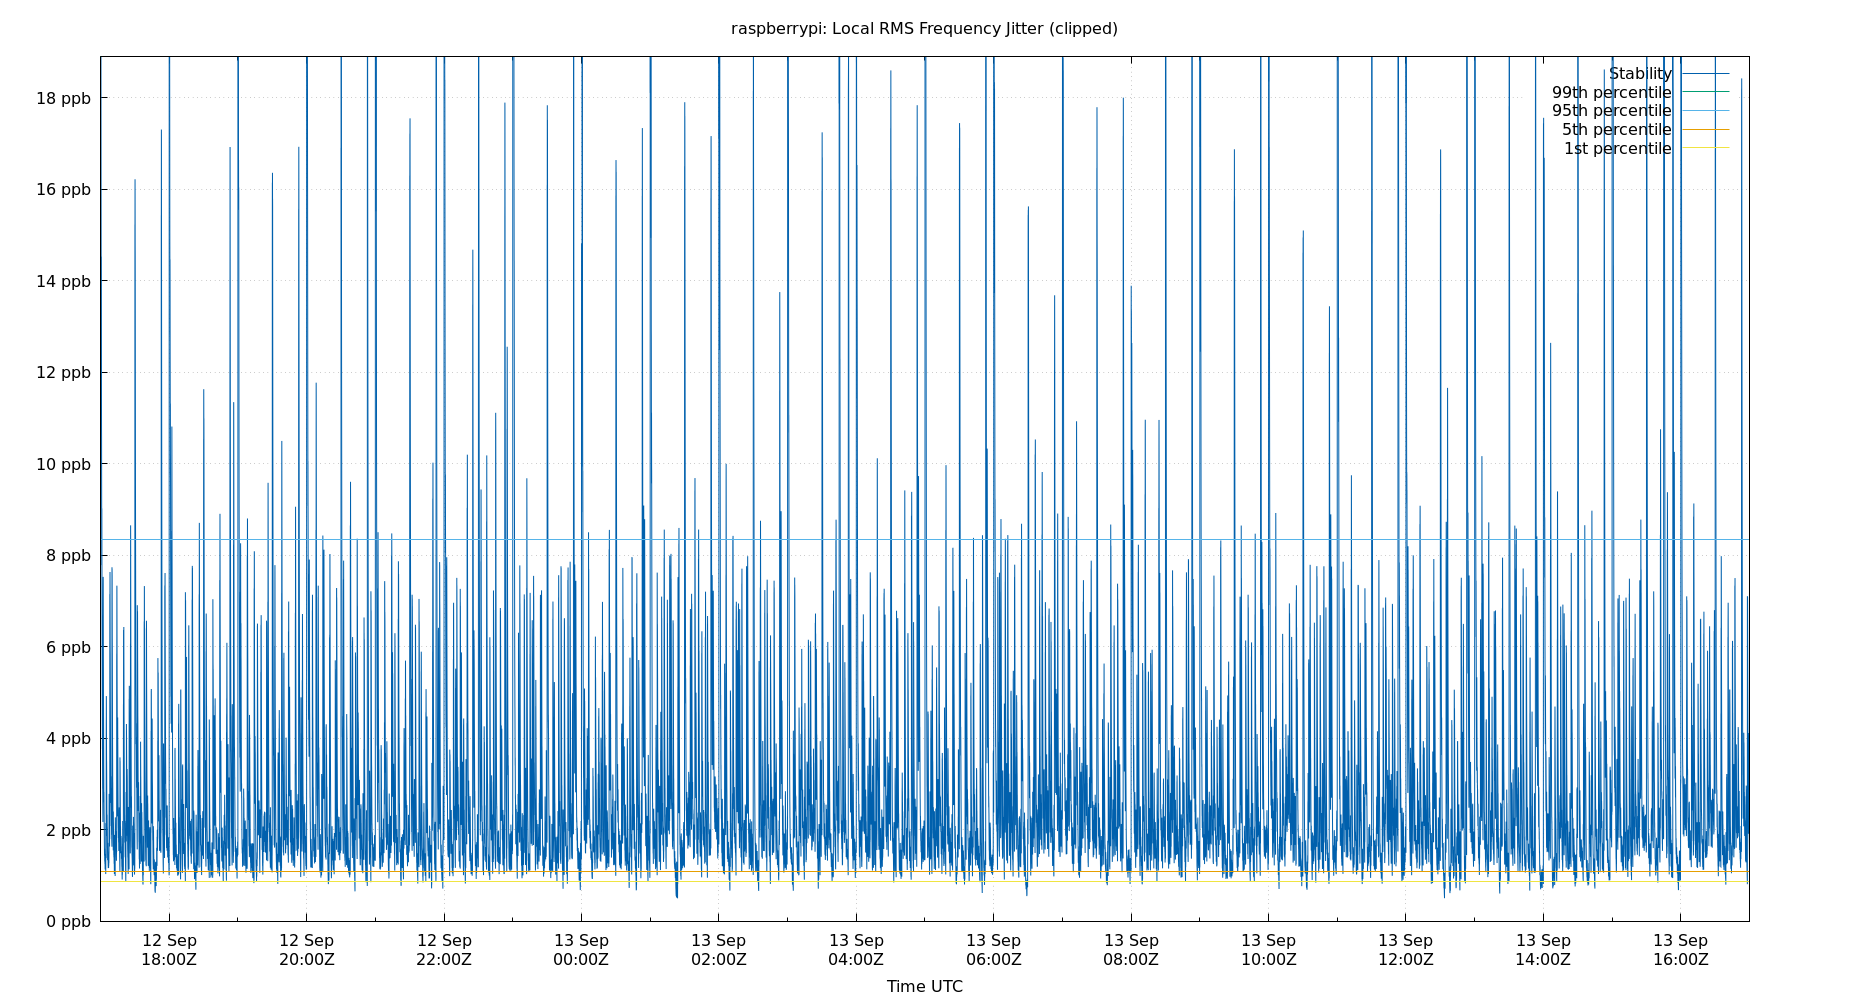 raspberrypi: Local RMS Frequency Jitter (clipped)
Stability
99th percentile
95th percentile
5th percentile
1st percentile
18 ppb
16 ppb
14 ppb
12 ppb
10 ppb
8 ppb
6 ppb
4 ppb
2 ppb
0 ppb
12 Sep 12 Sep 12 Sep 13 Sep 13 Sep 13 Sep 13 Sep 13 Sep 13 Sep 13 Sep 13 Sep 13 Sep
18:00Z 20:00Z 22:00Z 00:00Z 02:00Z 04:00Z 06:00Z 08:00Z 10:00Z 12:00Z 14:00Z 16:00Z
Time UTC